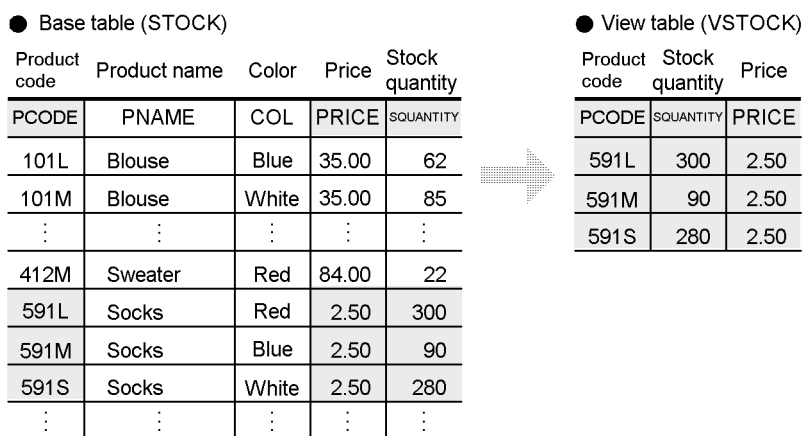 ● Base table (STOCK)
Product code Product name Color Price Stock quantity
PCODE PNAME COL PRICE SQUANTITY
101L Blouse Blue 35.00 62
101M Blouse White 35.00 85
⋮ ⋮ ⋮ ⋮ ⋮
412M Sweater Red 84.00 22
591L Socks Red 2.50 300
591M Socks Blue 2.50 90
591S Socks White 2.50 280
⋮ ⋮ ⋮ ⋮ ⋮
● View table (VSTOCK)
Product code Stock quantity Price
PCODE SQUANTITY PRICE
591L 300 2.50
591M 90 2.50
591S 280 2.50